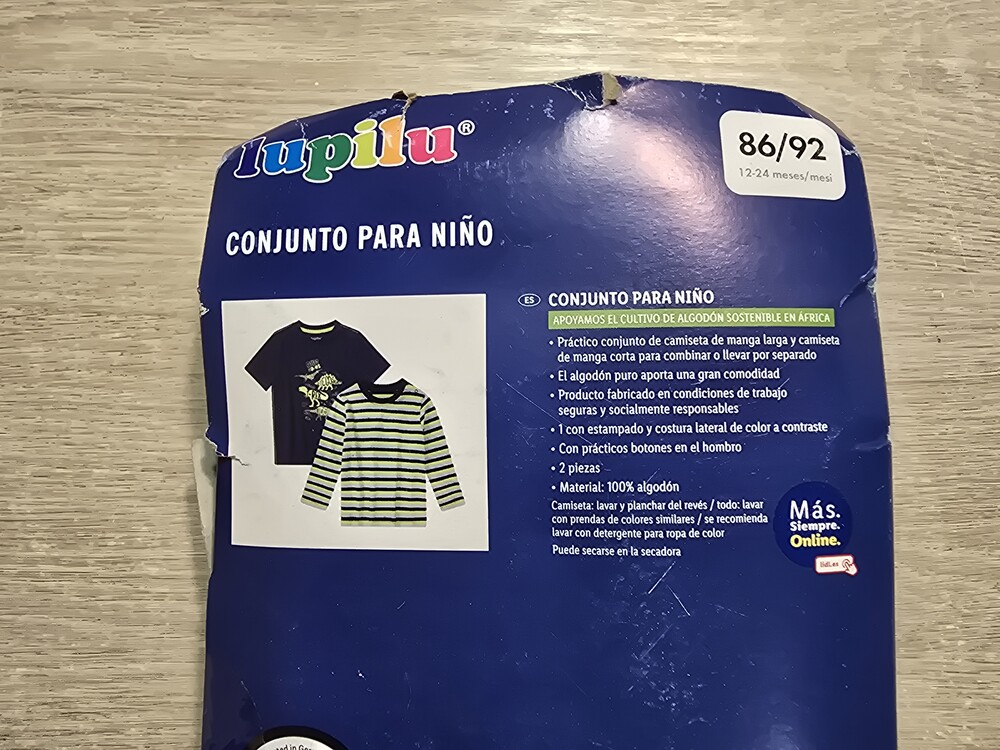 lupilu®
86/92
12-24 meses/mesi
CONJUNTO PARA NIÑO
ES CONJUNTO PARA NIÑO
APOYAMOS EL CULTIVO DE ALGODÓN SOSTENIBLE EN ÁFRICA
• Práctico conjunto de camiseta de manga larga y camiseta
de manga corta para combinar o llevar por separado
• El algodón puro aporta una gran comodidad
• Producto fabricado en condiciones de trabajo
seguras y socialmente responsables
• 1 con estampado y costura lateral de color a contraste
• Con prácticos botones en el hombro
• 2 piezas
• Material: 100% algodón
Camiseta: lavar y planchar del revés / todo: lavar
con prendas de colores similares / se recomienda
lavar con detergente para ropa de color
Puede secarse en la secadora
Más.
Siempre.
Online.
lidl.es
in